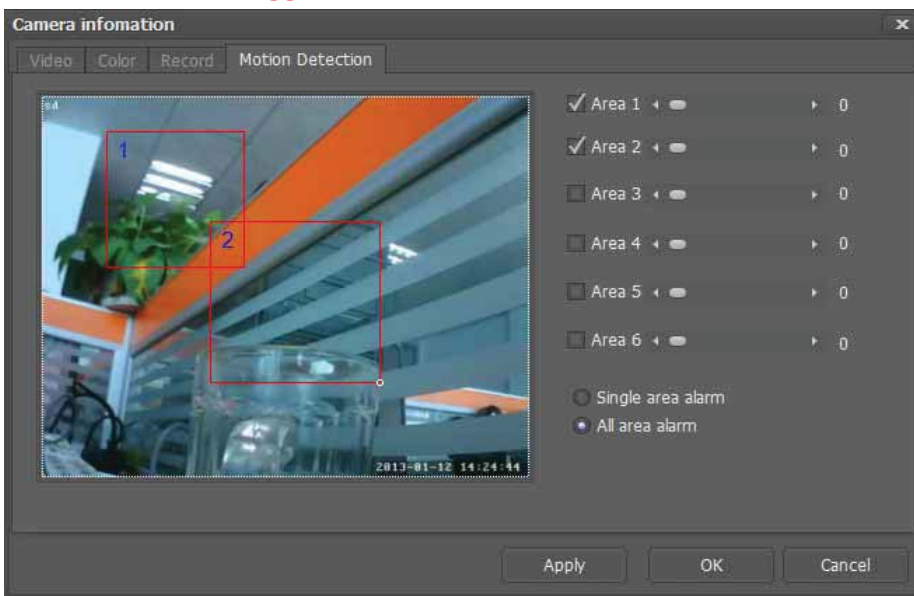 Camera infomation
Video Color Record Motion Detection
sd
1
2
2013-01-12 14:24:44
Area 1 0
Area 2 0
Area 3 0
Area 4 0
Area 5 0
Area 6 0
Single area alarm
All area alarm
Apply OK Cancel